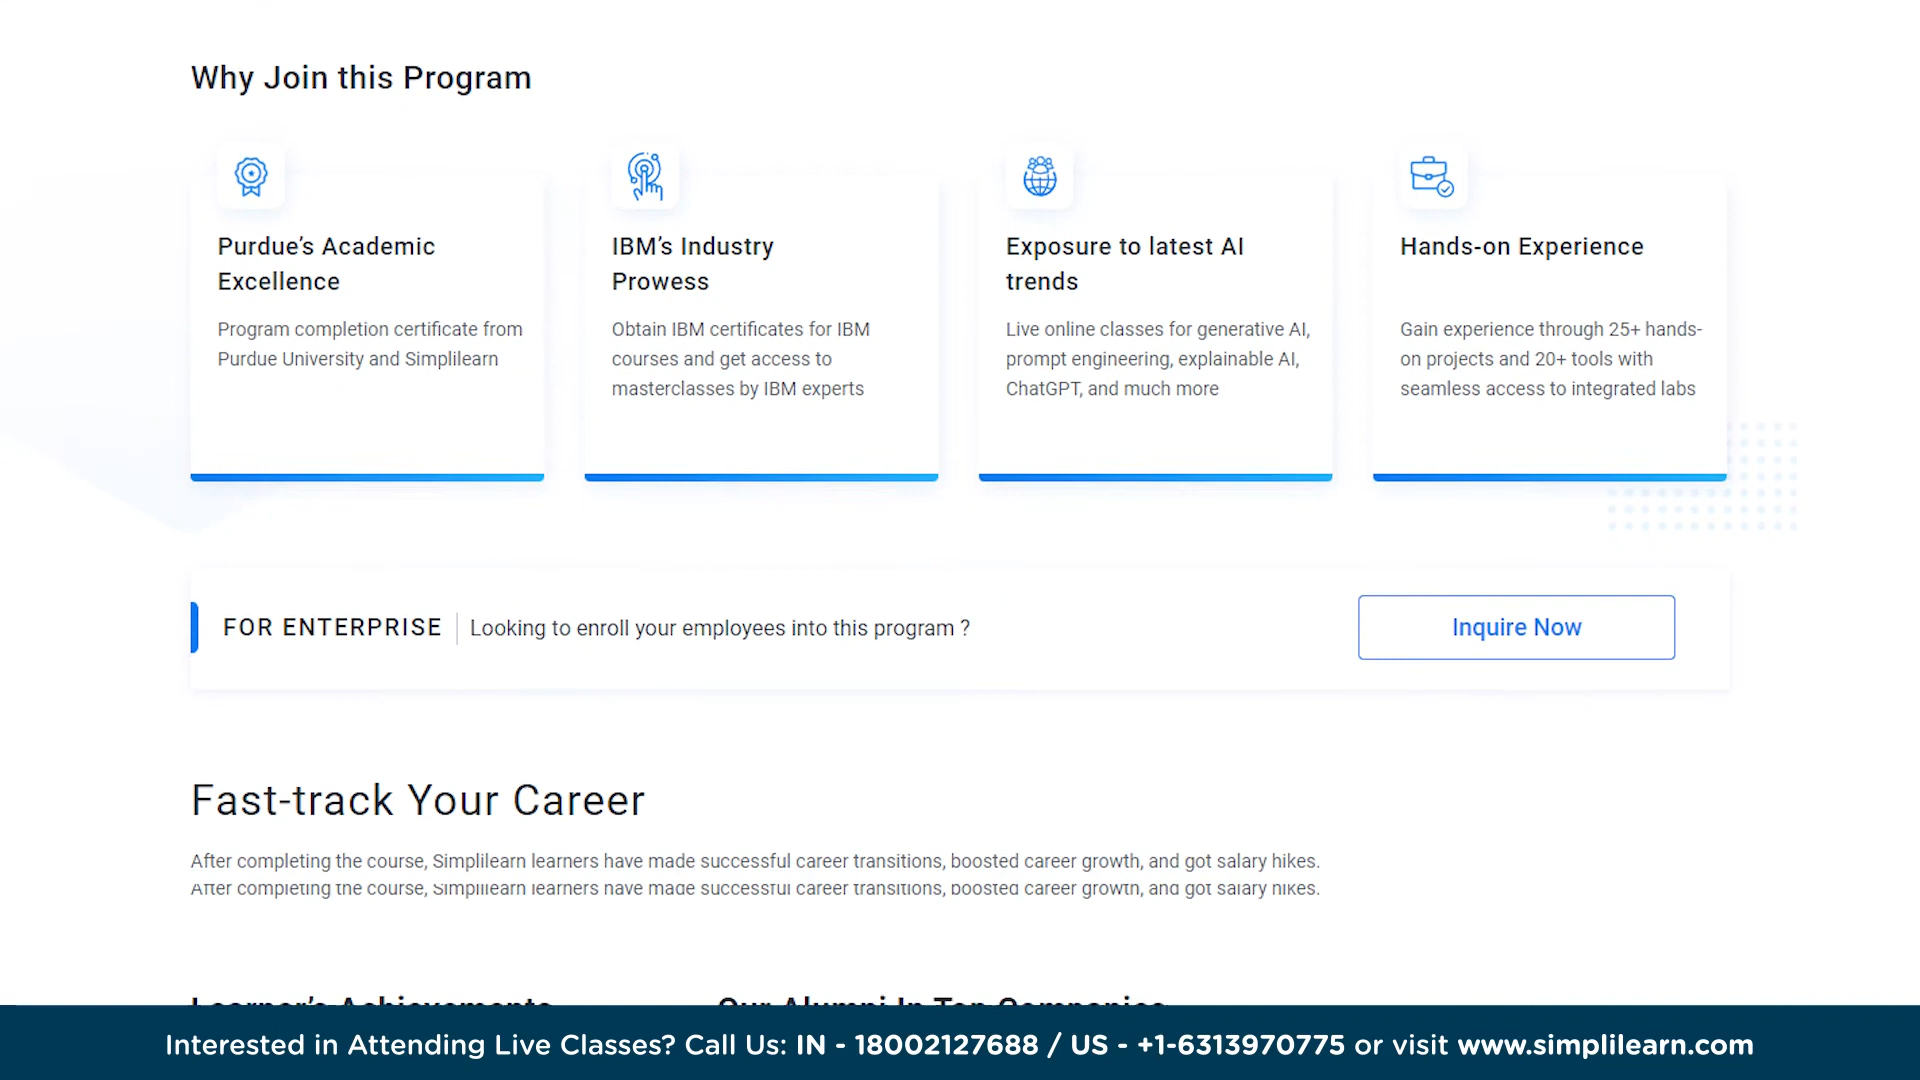 Why Join this Program
Purdue’s Academic
Excellence
Program completion certificate from
Purdue University and Simplilearn
IBM’s Industry
Prowess
Obtain IBM certificates for IBM
courses and get access to
masterclasses by IBM experts
Exposure to latest AI
trends
Live online classes for generative AI,
prompt engineering, explainable AI,
ChatGPT, and much more
Hands-on Experience
Gain experience through 25+ hands-
on projects and 20+ tools with
seamless access to integrated labs
FOR ENTERPRISE
Looking to enroll your employees into this program ?
Inquire Now
Fast-track Your Career
After completing the course, Simplilearn learners have made successful career transitions, boosted career growth, and got salary hikes.
After completing the course, Simplilearn learners have made successful career transitions, boosted career growth, and got salary hikes.
Learner’s Achievements
Our Alumni In Top Companies
Interested in Attending Live Classes? Call Us: IN - 18002127688 / US - +1-6313970775 or visit www.simplilearn.com